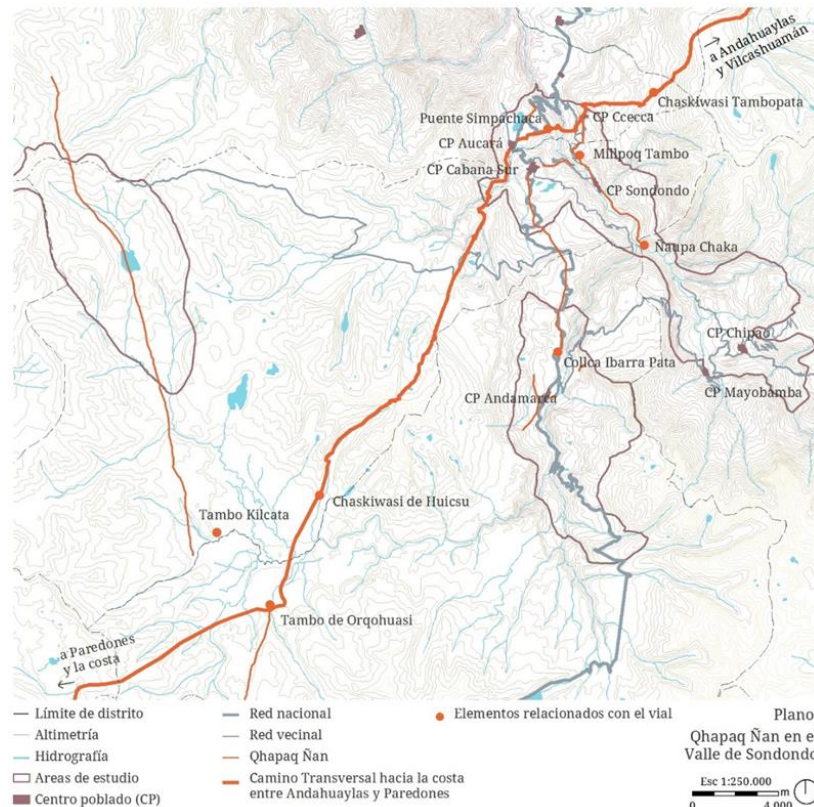 a Andahuaylas
y Vilcashuamán
Chaskiwasi Tambopata
Puente Simpachaca
CP Ccecca
CP Aucará
Millpoq Tambo
CP Cabana Sur
CP Sondondo
Ñaupa Chaka
CP Chipao
Collca Ibarra Pata
CP Mayobamba
CP Andamarca
Chaskiwasi de Huicsu
Tambo Kilcata
Tambo de Orqohuasi
a Paredones
y la costa
Límite de distrito
Altimetría
Hidrografía
Areas de estudio
Centro poblado (CP)
Red nacional
Red vecinal
Qhapaq Ñan
Camino Transversal hacia la costa
entre Andahuaylas y Paredones
Elementos relacionados con el vial
Plano
Qhapaq Ñan en e
Valle de Sondondo
Esc 1:250.000
m
0 4.000